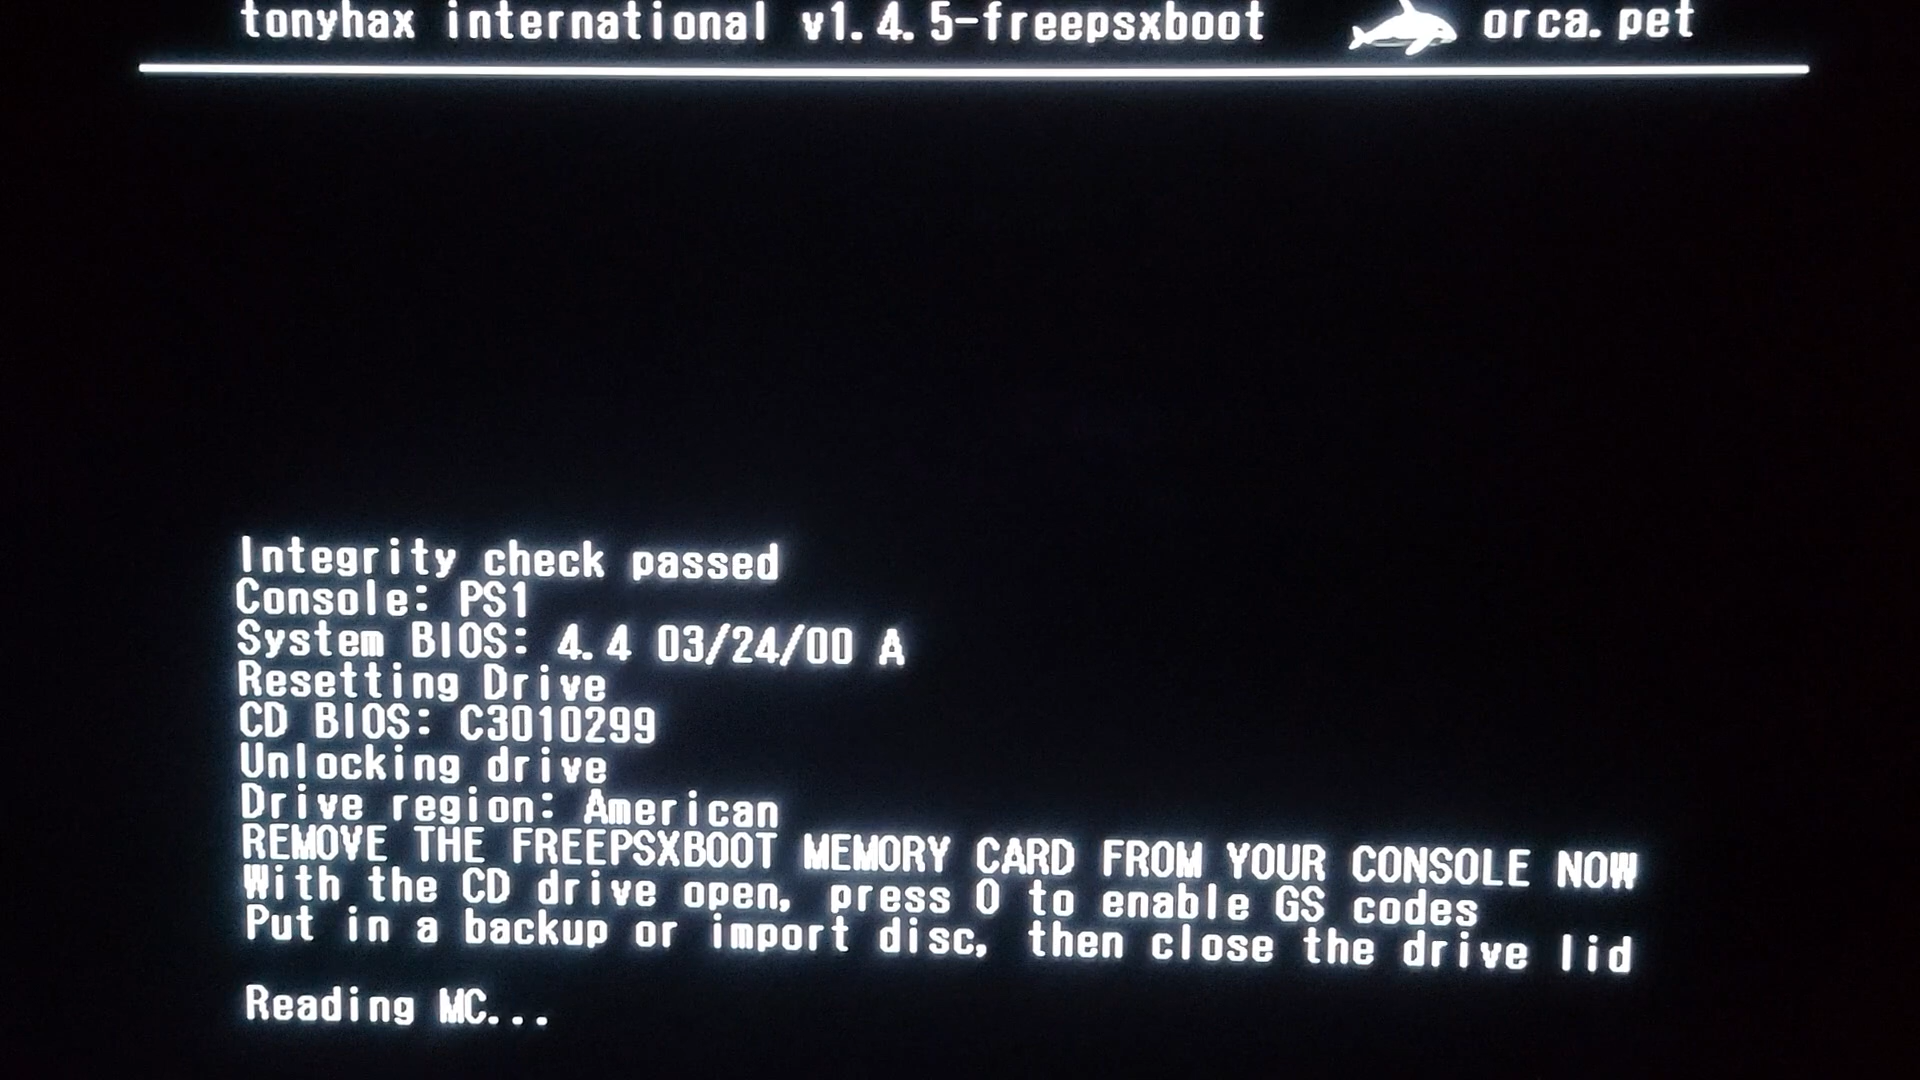 tonyhax international v1.4.5-freepsxboot orca.pet
Integrity check passed
Console: PS1
System BIOS: 4.4 03/24/00 A
Resetting Drive
CD BIOS: C3010299
Unlocking drive
Drive region: American
REMOVE THE FREEPSXBOOT MEMORY CARD FROM YOUR CONSOLE NOW
With the CD drive open, press O to enable GS codes
Put in a backup or import disc, then close the drive lid
Reading MC...